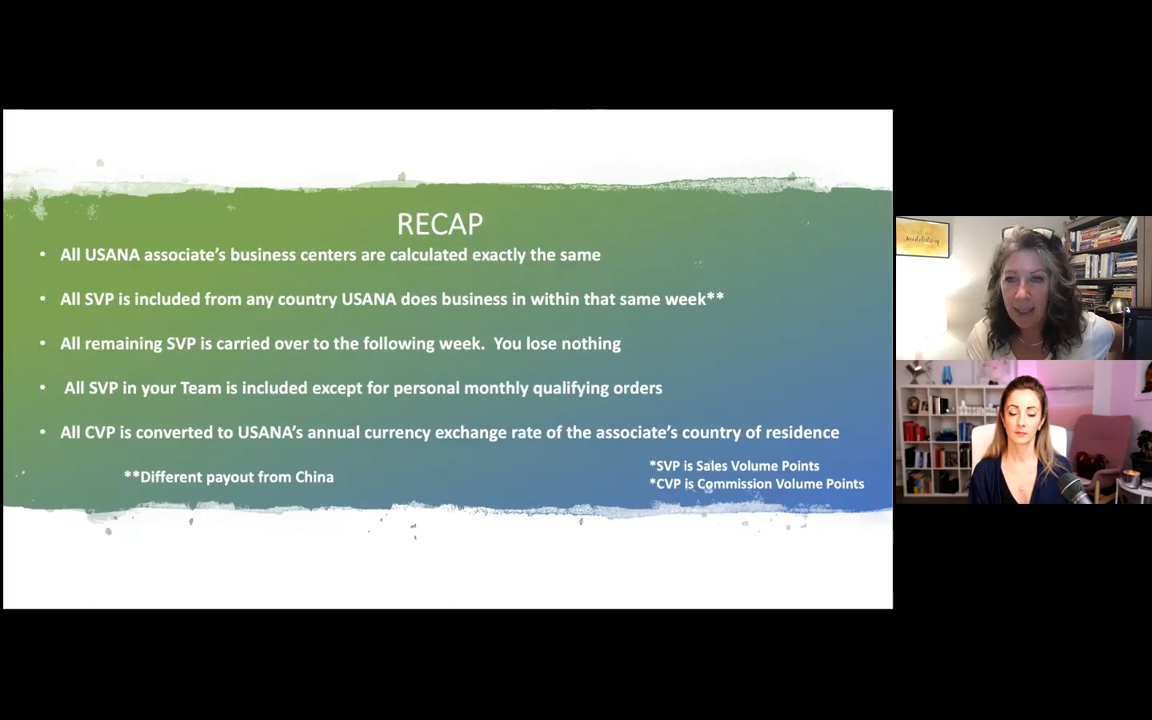 RECAP
• All USANA associate's business centers are calculated exactly the same
• All SVP is included from any country USANA does business in within that same week**
• All remaining SVP is carried over to the following week.  You lose nothing
• All SVP in your Team is included except for personal monthly qualifying orders
• All CVP is converted to USANA's annual currency exchange rate of the associate's country of residence
**Different payout from China
*SVP is Sales Volume Points
*CVP is Commission Volume Points